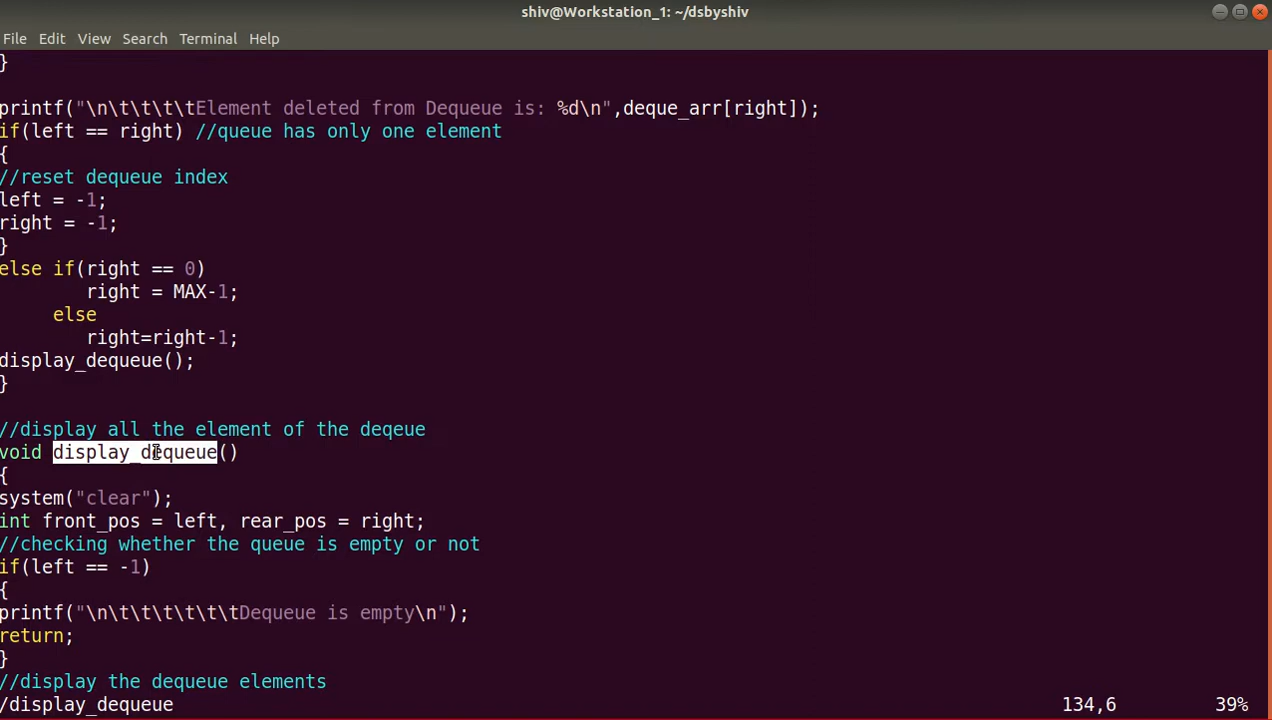 shiv@Workstation_1: ~/dsbyshiv
File Edit View Search Terminal Help
}
printf("\n\t\t\t\tElement deleted from Dequeue is: %d\n",deque_arr[right]);
if(left == right) //queue has only one element
{
//reset dequeue index
left = -1;
right = -1;
}
else if(right == 0)
        right = MAX-1;
     else
        right=right-1;
display_dequeue();
}
//display all the element of the deqeue
void display_dequeue()
{
system("clear");
int front_pos = left, rear_pos = right;
//checking whether the queue is empty or not
if(left == -1)
{
printf("\n\t\t\t\t\t\tDequeue is empty\n");
return;
}
//display the dequeue elements
/display_dequeue 134,6 39%